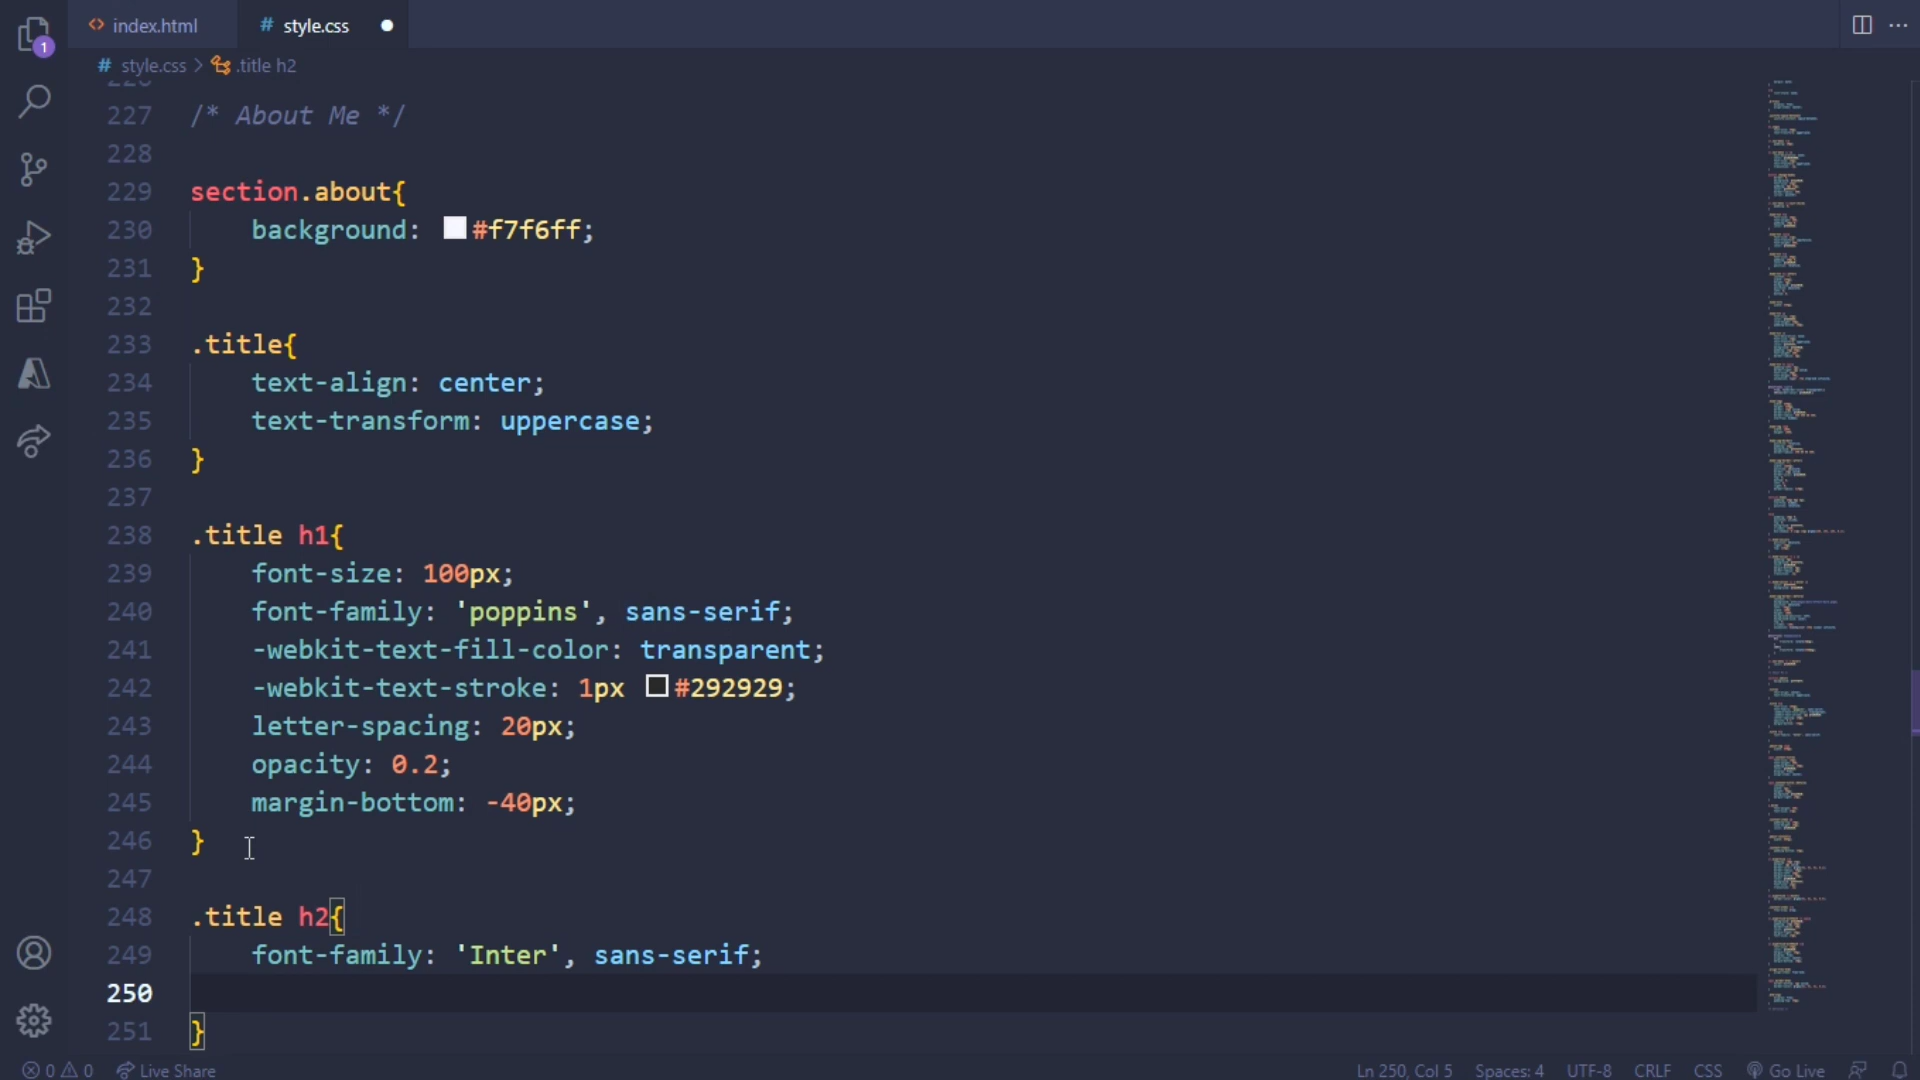 index.html
# style.css
# style.css > .title h2
1
227 /* About Me */
228
229 section.about{
230 background: #f7f6ff;
231 }
232
233 .title{
234 text-align: center;
235 text-transform: uppercase;
236 }
237
238 .title h1{
239 font-size: 100px;
240 font-family: 'poppins', sans-serif;
241 -webkit-text-fill-color: transparent;
242 -webkit-text-stroke: 1px #292929;
243 letter-spacing: 20px;
244 opacity: 0.2;
245 margin-bottom: -40px;
246 }
247
248 .title h2{
249 font-family: 'Inter', sans-serif;
250
251 }
0 0 Live Share
Ln 250, Col 5 Spaces: 4 UTF-8 CRLF CSS Go Live